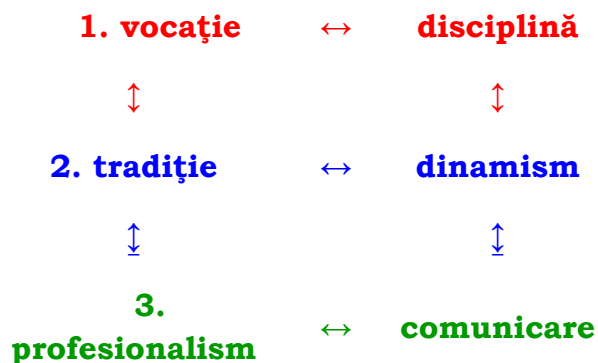 1. vocaţie ↔ disciplină
↕ ↕
2. tradiţie ↔ dinamism
↨ ↨
3.
profesionalism ↔ comunicare